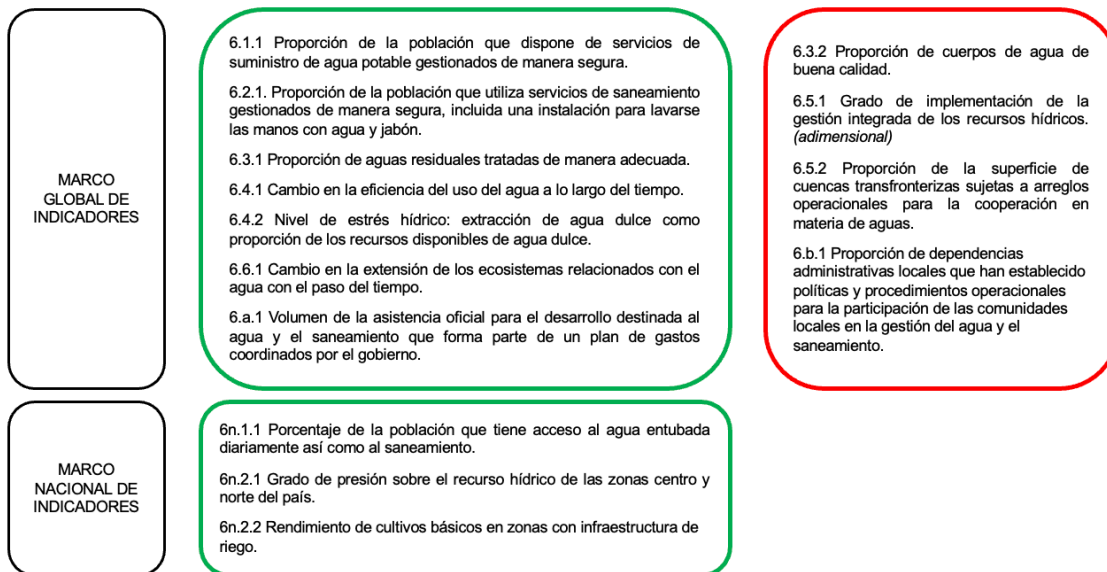 MARCO
GLOBAL DE
INDICADORES
6.1.1 Proporción de la población que dispone de servicios de
suministro de agua potable gestionados de manera segura.
6.2.1. Proporción de la población que utiliza servicios de saneamiento
gestionados de manera segura, incluida una instalación para lavarse
las manos con agua y jabón.
6.3.1 Proporción de aguas residuales tratadas de manera adecuada.
6.4.1 Cambio en la eficiencia del uso del agua a lo largo del tiempo.
6.4.2 Nivel de estrés hídrico: extracción de agua dulce como
proporción de los recursos disponibles de agua dulce.
6.6.1 Cambio en la extensión de los ecosistemas relacionados con el
agua con el paso del tiempo.
6.a.1 Volumen de la asistencia oficial para el desarrollo destinada al
agua y el saneamiento que forma parte de un plan de gastos
coordinados por el gobierno.
6.3.2 Proporción de cuerpos de agua de
buena calidad.
6.5.1 Grado de implementación de la
gestión integrada de los recursos hídricos.
(adimensional)
6.5.2 Proporción de la superficie de
cuencas transfronterizas sujetas a arreglos
operacionales para la cooperación en
materia de aguas.
6.b.1 Proporción de dependencias
administrativas locales que han establecido
políticas y procedimientos operacionales
para la participación de las comunidades
locales en la gestión del agua y el
saneamiento.
MARCO
NACIONAL DE
INDICADORES
6n.1.1 Porcentaje de la población que tiene acceso al agua entubada
diariamente así como al saneamiento.
6n.2.1 Grado de presión sobre el recurso hídrico de las zonas centro y
norte del país.
6n.2.2 Rendimiento de cultivos básicos en zonas con infraestructura de
riego.